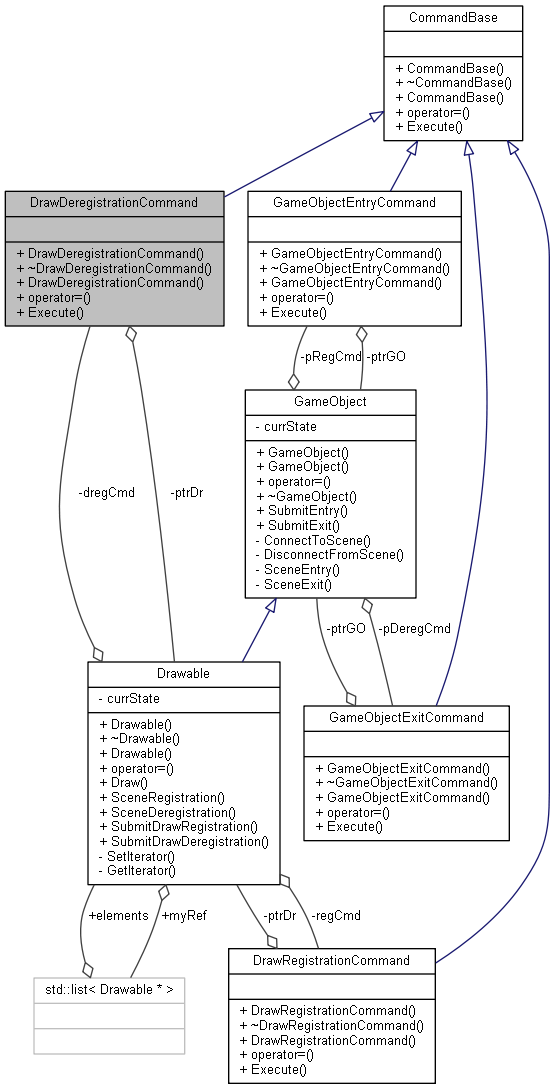 CommandBase
+ CommandBase()
+ ~CommandBase()
+ CommandBase()
+ operator=()
+ Execute()
DrawDeregistrationCommand
+ DrawDeregistrationCommand()
+ ~DrawDeregistrationCommand()
+ DrawDeregistrationCommand()
+ operator=()
+ Execute()
GameObjectEntryCommand
+ GameObjectEntryCommand()
+ ~GameObjectEntryCommand()
+ GameObjectEntryCommand()
+ operator=()
+ Execute()
-pRegCmd
-ptrGO
GameObject
- currState
+ GameObject()
+ GameObject()
+ operator=()
+ ~GameObject()
+ SubmitEntry()
+ SubmitExit()
- ConnectToScene()
- DisconnectFromScene()
- SceneEntry()
- SceneExit()
-dregCmd
-ptrDr
-ptrGO
-pDeregCmd
Drawable
- currState
+ Drawable()
+ ~Drawable()
+ Drawable()
+ operator=()
+ Draw()
+ SceneRegistration()
+ SceneDeregistration()
+ SubmitDrawRegistration()
+ SubmitDrawDeregistration()
- SetIterator()
- GetIterator()
GameObjectExitCommand
+ GameObjectExitCommand()
+ ~GameObjectExitCommand()
+ GameObjectExitCommand()
+ operator=()
+ Execute()
+elements
+myRef
-ptrDr
-regCmd
std::list< Drawable * >
DrawRegistrationCommand
+ DrawRegistrationCommand()
+ ~DrawRegistrationCommand()
+ DrawRegistrationCommand()
+ operator=()
+ Execute()